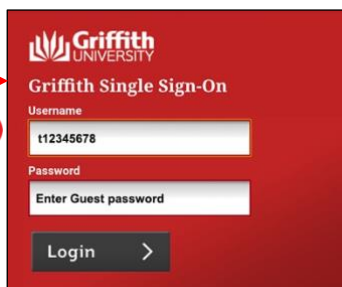 Griffith
UNIVERSITY
Griffith Single Sign-On
Username
t12345678
Password
Enter Guest password
Login